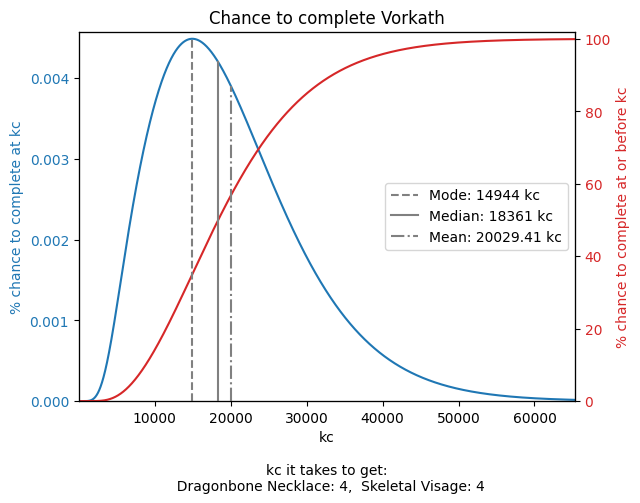 Chance to complete Vorkath
% chance to complete at kc
0.004
0.003
0.002
0.001
0.000
100
80
60
40
20
0
% chance to complete at or before kc
Mode: 14944 kc
Median: 18361 kc
Mean: 20029.41 kc
10000 20000 30000 40000 50000 60000
kc
kc it takes to get:
Dragonbone Necklace: 4,  Skeletal Visage: 4